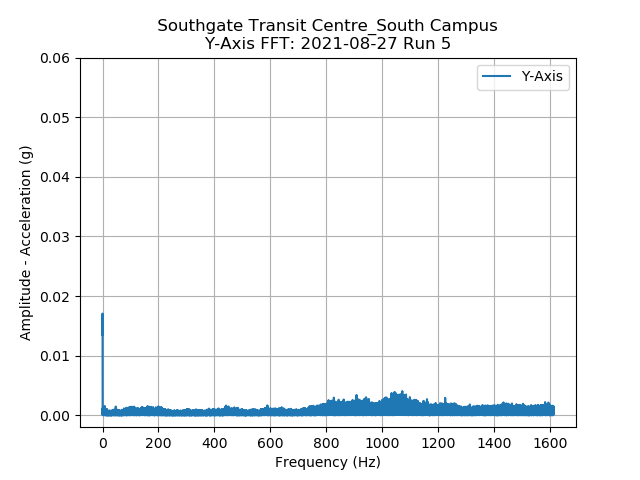 Southgate Transit Centre_South Campus
Y-Axis FFT: 2021-08-27 Run 5
Y-Axis
0.06
0.05
0.04
0.03
0.02
0.01
0.00
Amplitude - Acceleration (g)
0 200 400 600 800 1000 1200 1400 1600
Frequency (Hz)